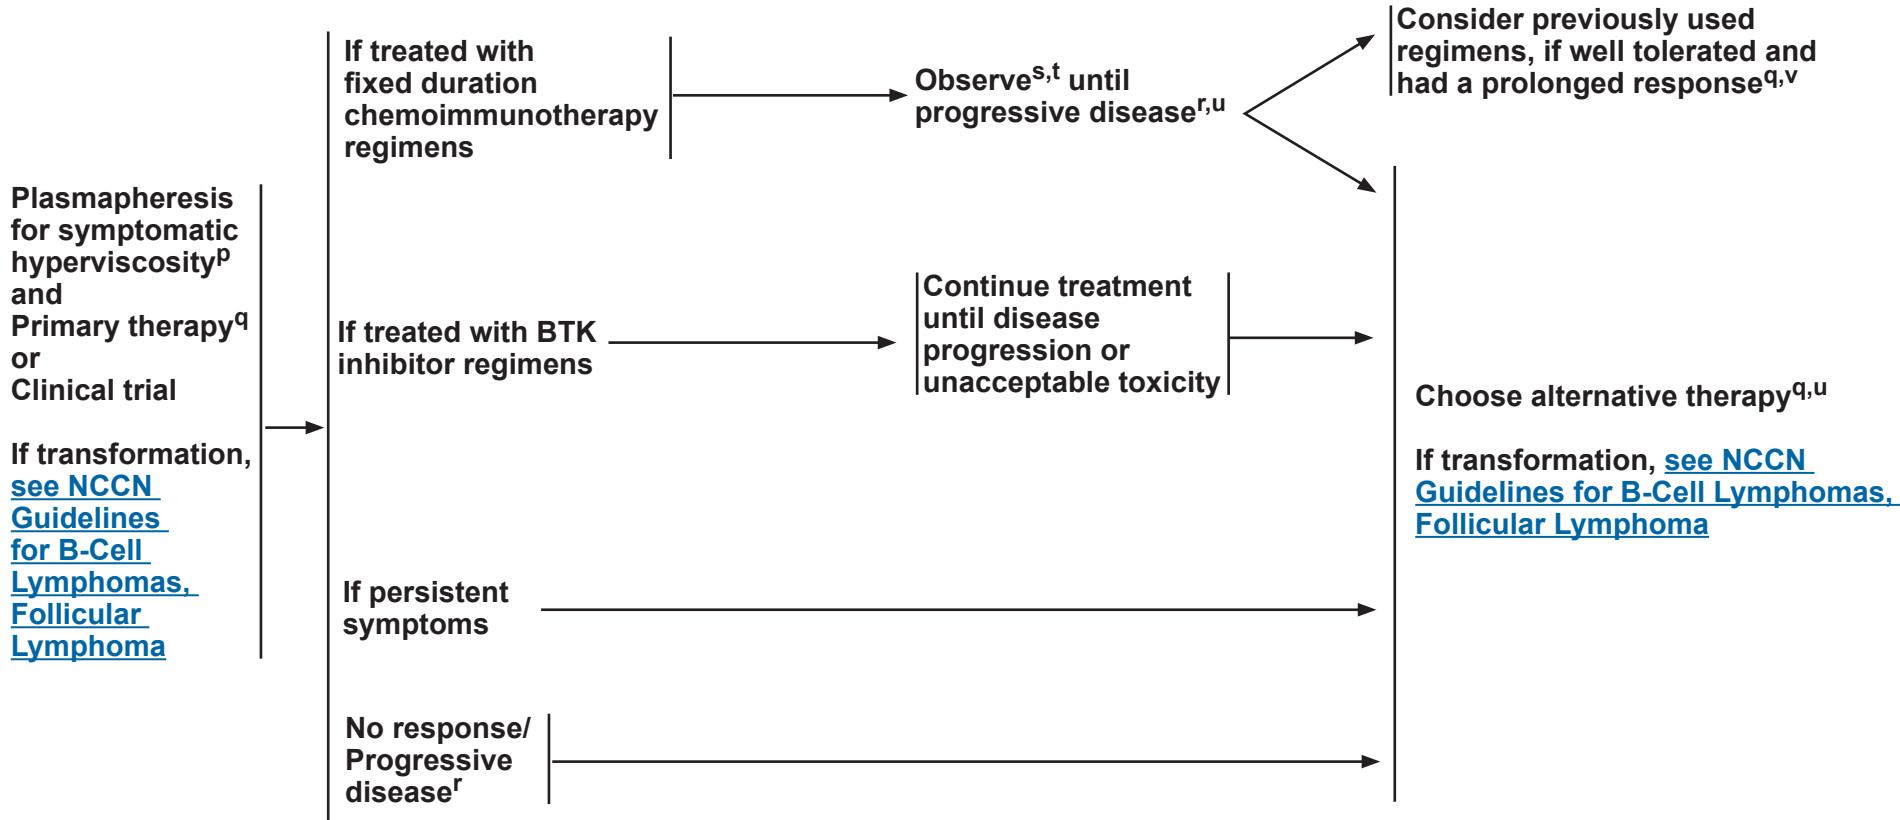 Plasmapheresis
for symptomatic
hyperviscosityp
and
Primary therapyq
or
Clinical trial
If transformation,
see NCCN
Guidelines
for B-Cell
Lymphomas,
Follicular
Lymphoma
If treated with
fixed duration
chemoimmunotherapy
regimens
Observes,t until
progressive diseaser,u
Consider previously used
regimens, if well tolerated and
had a prolonged responseq,v
If treated with BTK
inhibitor regimens
Continue treatment
until disease
progression or
unacceptable toxicity
If persistent
symptoms
No response/
Progressive
diseaser
Choose alternative therapyq,u
If transformation, see NCCN
Guidelines for B-Cell Lymphomas,
Follicular Lymphoma